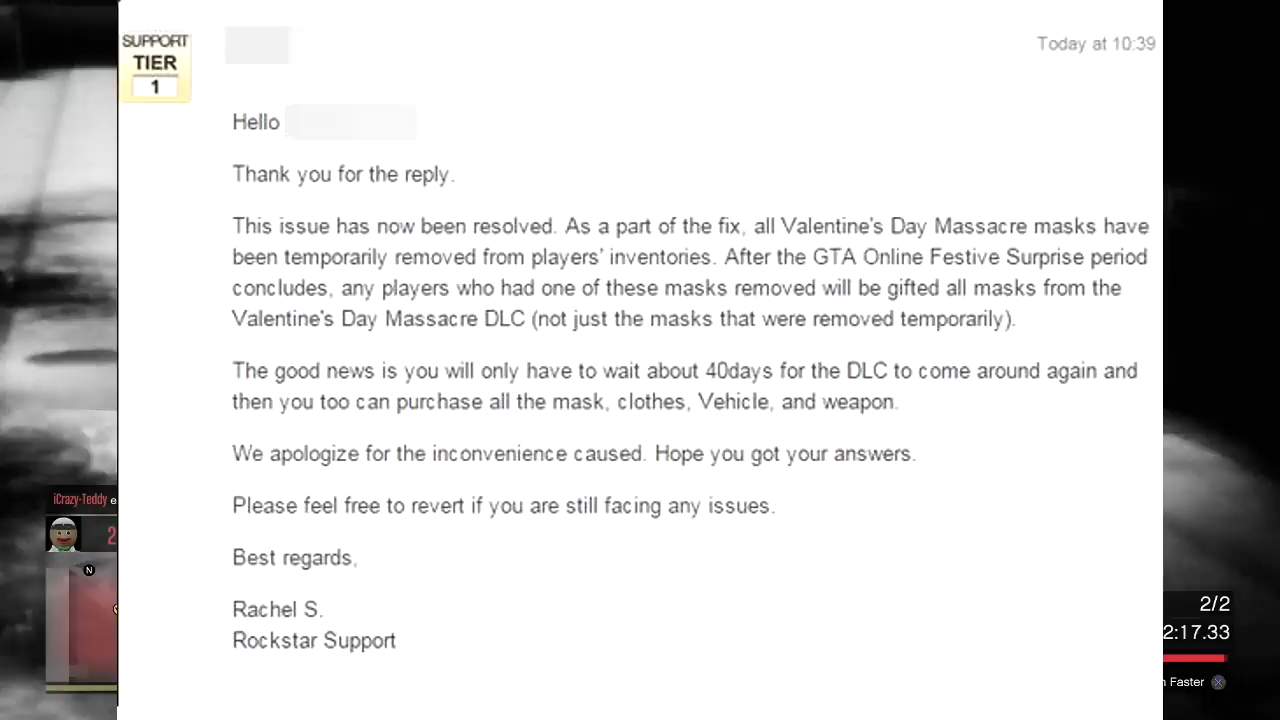 SUPPORT
TIER
1
Today at 10:39
Hello
Thank you for the reply.
This issue has now been resolved. As a part of the fix, all Valentine's Day Massacre masks have
been temporarily removed from players' inventories. After the GTA Online Festive Surprise period
concludes, any players who had one of these masks removed will be gifted all masks from the
Valentine's Day Massacre DLC (not just the masks that were removed temporarily).
The good news is you will only have to wait about 40days for the DLC to come around again and
then you too can purchase all the mask, clothes, Vehicle, and weapon.
We apologize for the inconvenience caused. Hope you got your answers.
Please feel free to revert if you are still facing any issues.
Best regards,
Rachel S.
Rockstar Support
iCrazy-Teddy e
2
N
2/2
2:17.33
n Faster